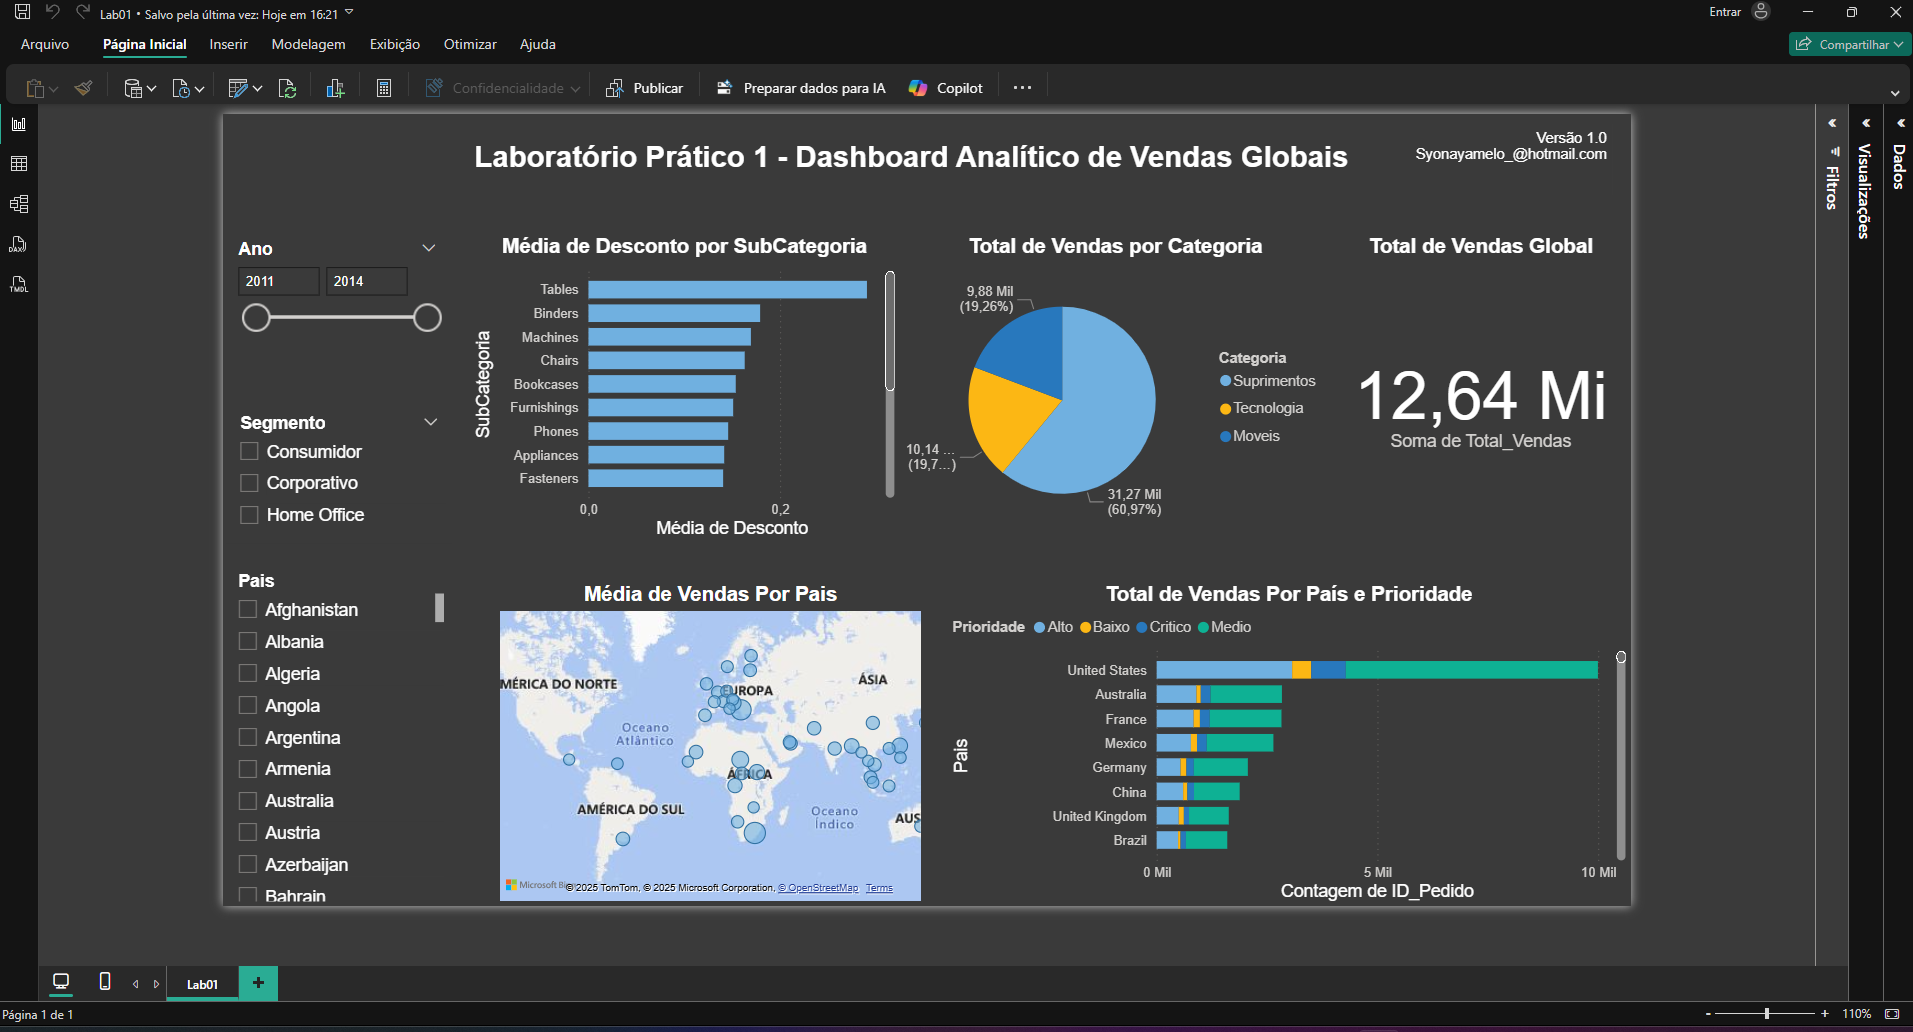 Lab01 • Salvo pela última vez: Hoje em 16:21
Entrar
Arquivo
Página Inicial
Inserir
Modelagem
Exibição
Otimizar
Ajuda
Compartilhar
Confidencialidade
Publicar
Preparar dados para IA
Copilot
DAX
TMDL
Laboratório Prático 1 - Dashboard Analítico de Vendas Globais
Versão 1.0
Syonayamelo_@hotmail.com
Filtros
Visualizações
Dados
Ano
2011
2014
Segmento
Consumidor
Corporativo
Home Office
Pais
Afghanistan
Albania
Algeria
Angola
Argentina
Armenia
Australia
Austria
Azerbaijan
Bahrain
Média de Desconto por SubCategoria
SubCategoria
Tables
Binders
Machines
Chairs
Bookcases
Furnishings
Phones
Appliances
Fasteners
0,0
0,2
Média de Desconto
Total de Vendas por Categoria
9,88 Mil
(19,26%)
10,14 ...
(19,7...)
31,27 Mil
(60,97%)
Categoria
Suprimentos
Tecnologia
Moveis
Total de Vendas Global
12,64 Mi
Soma de Total_Vendas
Média de Vendas Por Pais
MÉRICA DO NORTE
EUROPA
ÁSIA
Oceano
Atlântico
ÁFRICA
AMÉRICA DO SUL
Oceano
Índico
AUS
Microsoft Bi
© 2025 TomTom, © 2025 Microsoft Corporation, © OpenStreetMap Terms
Total de Vendas Por País e Prioridade
Prioridade Alto Baixo Critico Medio
Pais
United States
Australia
France
Mexico
Germany
China
United Kingdom
Brazil
0 Mil
5 Mil
10 Mil
Contagem de ID_Pedido
Lab01
+
Página 1 de 1
- + 110%